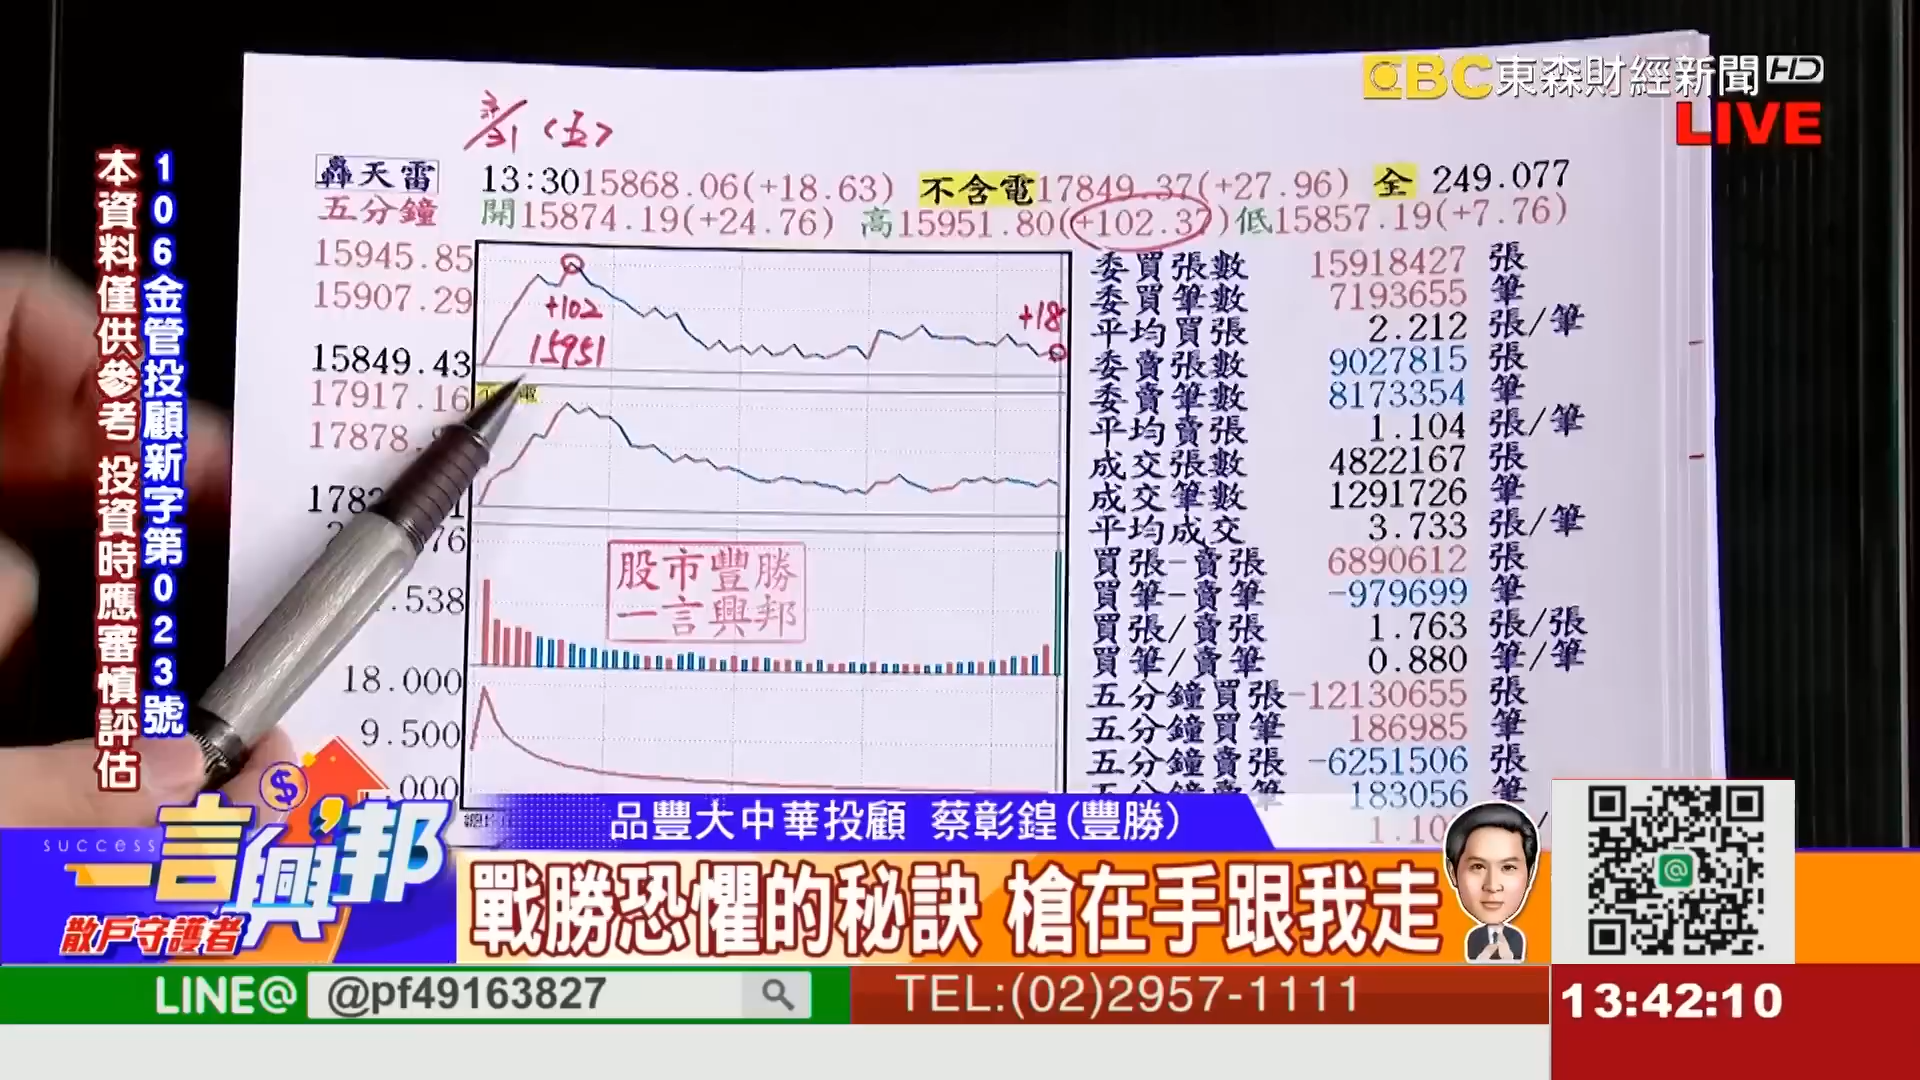 EBC東森財經新聞HD
LIVE
106金管投顧新字第023號
本資料僅供參考 投資時應審慎評估
3/31 <五>
轟天雷
五分鐘
13:30 15868.06(+18.63) 不含電17849.37(+27.96) 全 249.077
開15874.19(+24.76) 高15951.80(+102.37) 低15857.19(+7.76)
15945.85
15907.29
15849.43
17917.16
17878.
.538
18.000
9.500
+102
15951
+18
股市豐勝
一言興邦
委買張數 15918427 張
委買筆數 7193655 筆
平均買張 2.212 張/筆
委賣張數 9027815 張
委賣筆數 8173354 筆
平均賣張 1.104 張/筆
成交張數 4822167 張
成交筆數 1291726 筆
平均成交 3.733 張/筆
買張-賣張 6890612 張
買筆-賣筆 -979699 筆
買張/賣張 1.763 張/張
買筆/賣筆 0.880 筆/筆
五分鐘買張 -12130655 張
五分鐘買筆 186985 筆
五分鐘賣張 -6251506 張
五分鐘賣筆 183056 筆
success
一言興邦
散戶守護者
品豐大中華投顧 蔡彰鍠(豐勝)
戰勝恐懼的秘訣 槍在手跟我走
LINE@ @pf49163827
TEL:(02)2957-1111
13:42:10